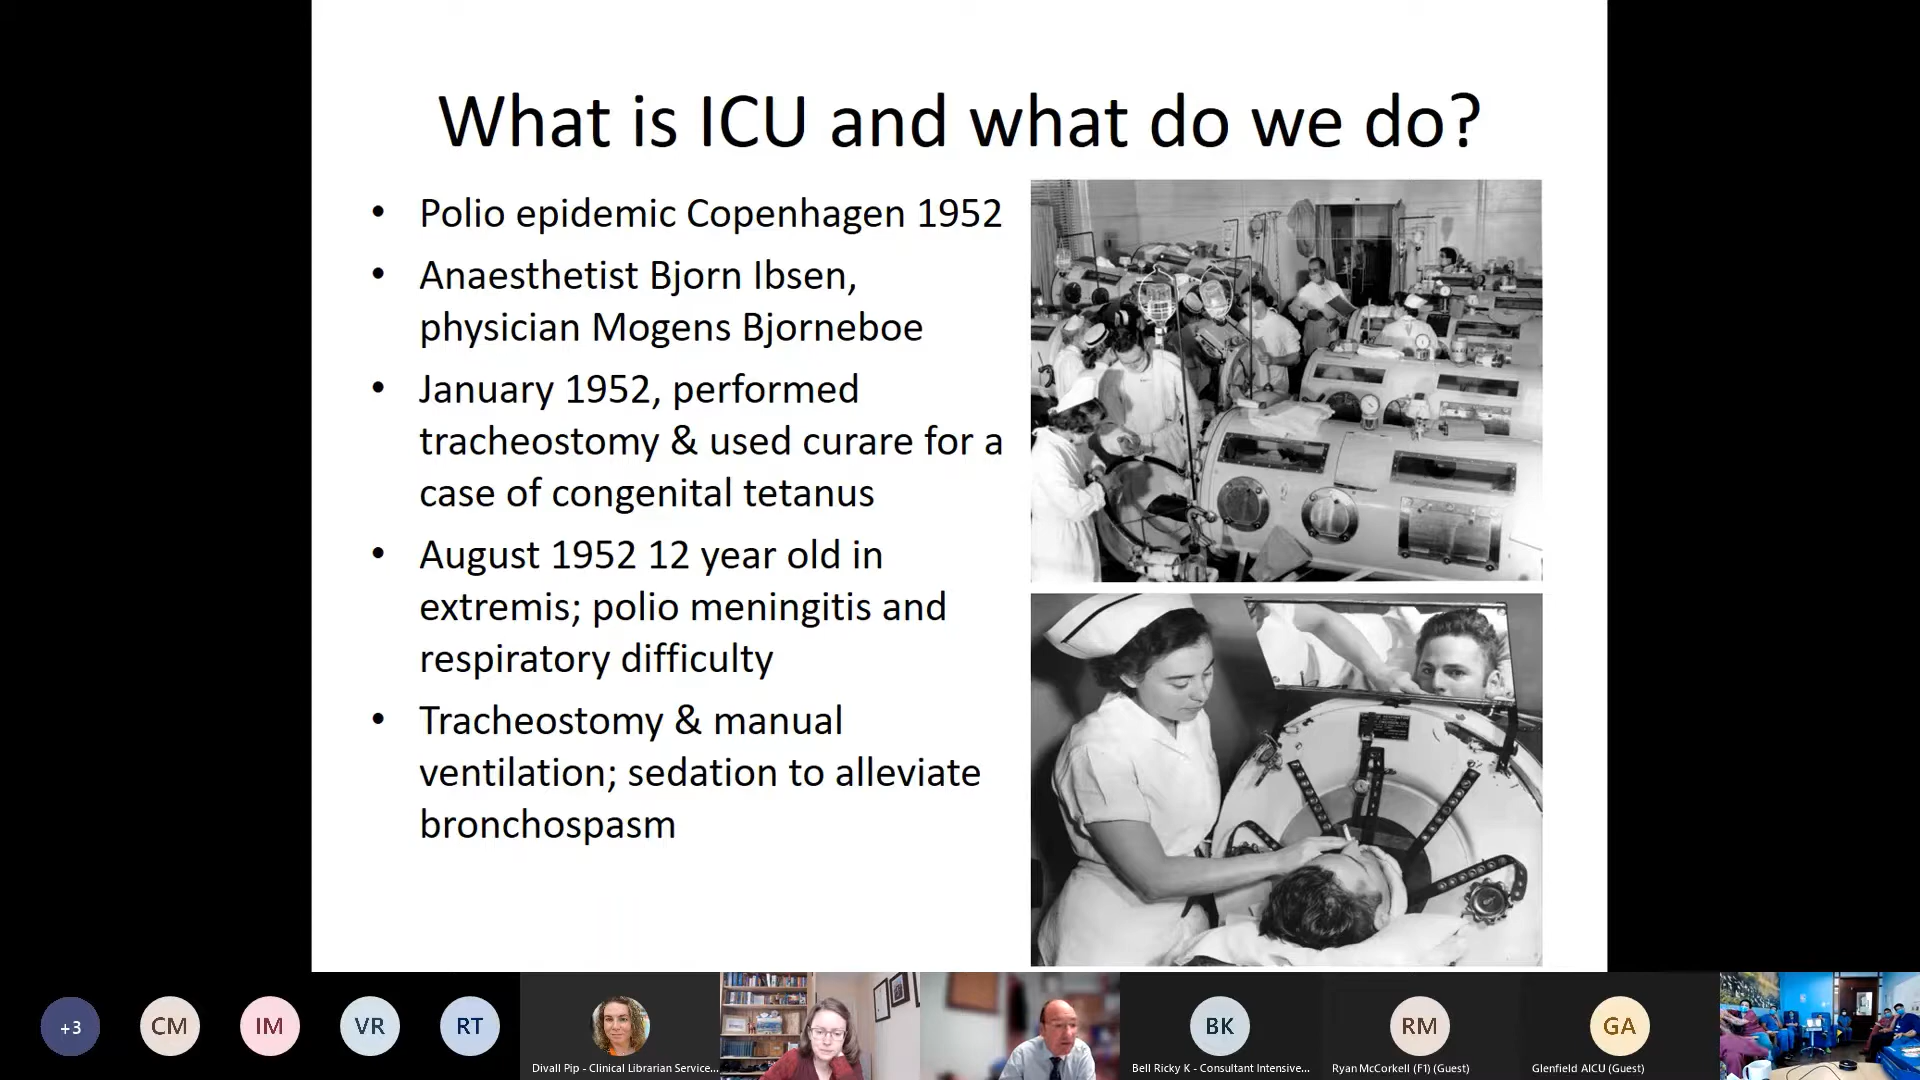 What is ICU and what do we do?
• Polio epidemic Copenhagen 1952
• Anaesthetist Bjorn Ibsen,
physician Mogens Bjorneboe
• January 1952, performed
tracheostomy & used curare for a
case of congenital tetanus
• August 1952 12 year old in
extremis; polio meningitis and
respiratory difficulty
• Tracheostomy & manual
ventilation; sedation to alleviate
bronchospasm
+3
CM
IM
VR
RT
BK
RM
GA
Divall Pip - Clinical Librarian Service...
Bell Ricky K - Consultant Intensive...
Ryan McCorkell (F1) (Guest)
Glenfield AICU (Guest)